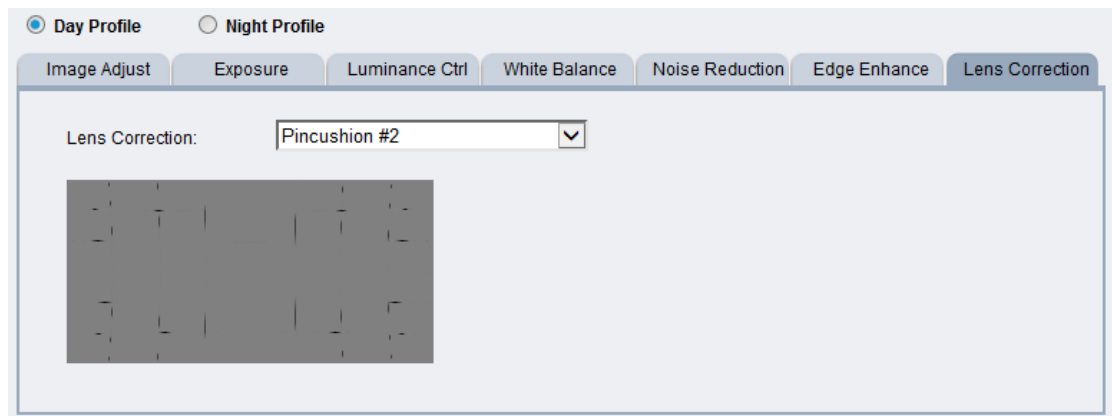 Day Profile Night Profile
Image Adjust Exposure Luminance Ctrl White Balance Noise Reduction Edge Enhance Lens Correction
Lens Correction: Pincushion #2